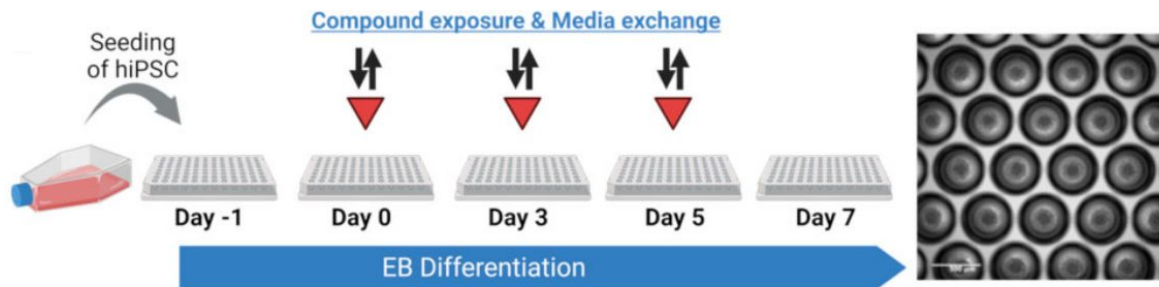 Compound exposure & Media exchange
Seeding
of hiPSC
Day -1
Day 0
Day 3
Day 5
Day 7
EB Differentiation